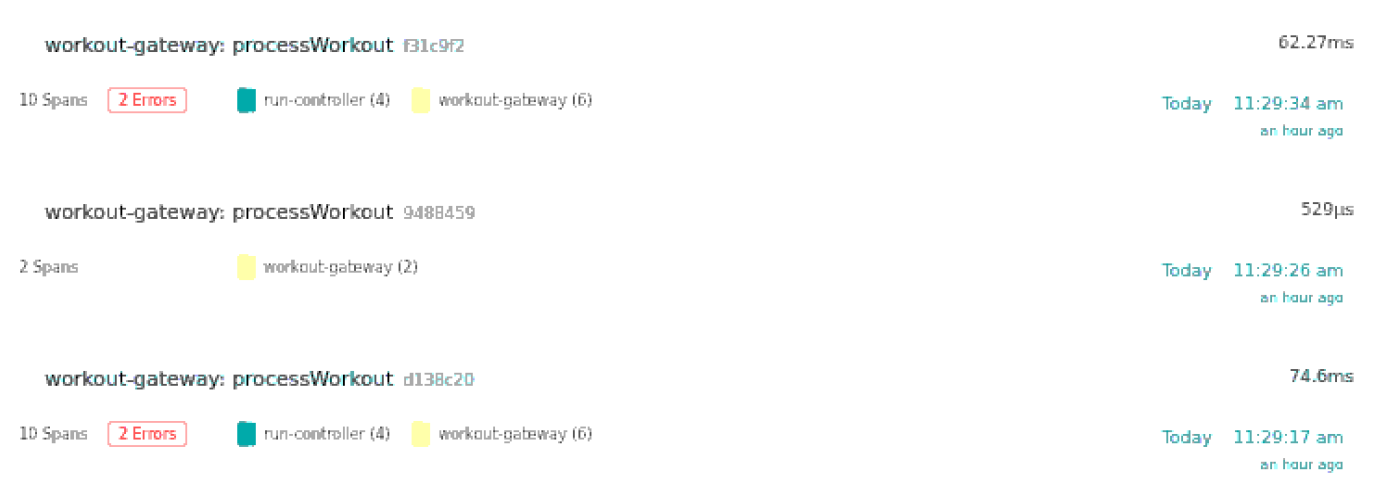 workout-gateway: processWorkout f31c9f2 62.27ms
10 Spans 2 Errors run-controller (4) workout-gateway (6) Today 11:29:34 am
an hour ago
workout-gateway: processWorkout 9488459 529μs
2 Spans workout-gateway (2) Today 11:29:26 am
an hour ago
workout-gateway: processWorkout d138c20 74.6ms
10 Spans 2 Errors run-controller (4) workout-gateway (6) Today 11:29:17 am
an hour ago